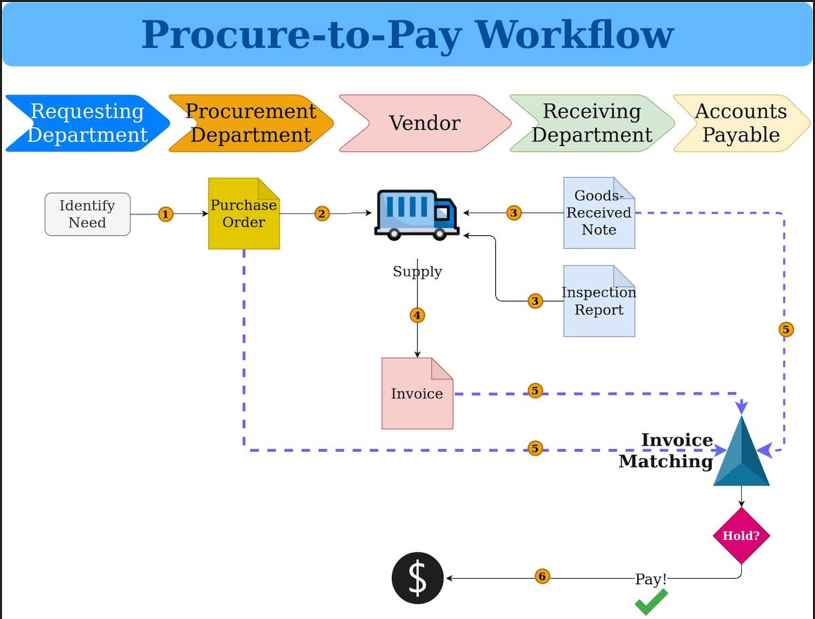 Procure-to-Pay Workflow
Requesting
Department
Procurement
Department
Vendor
Receiving
Department
Accounts
Payable
Identify
Need
1
Purchase
Order
2
3
Goods-
Received
Note
Supply
3
Inspection
Report
4
5
Invoice
5
Invoice
Matching
5
Hold?
$
6
Pay!